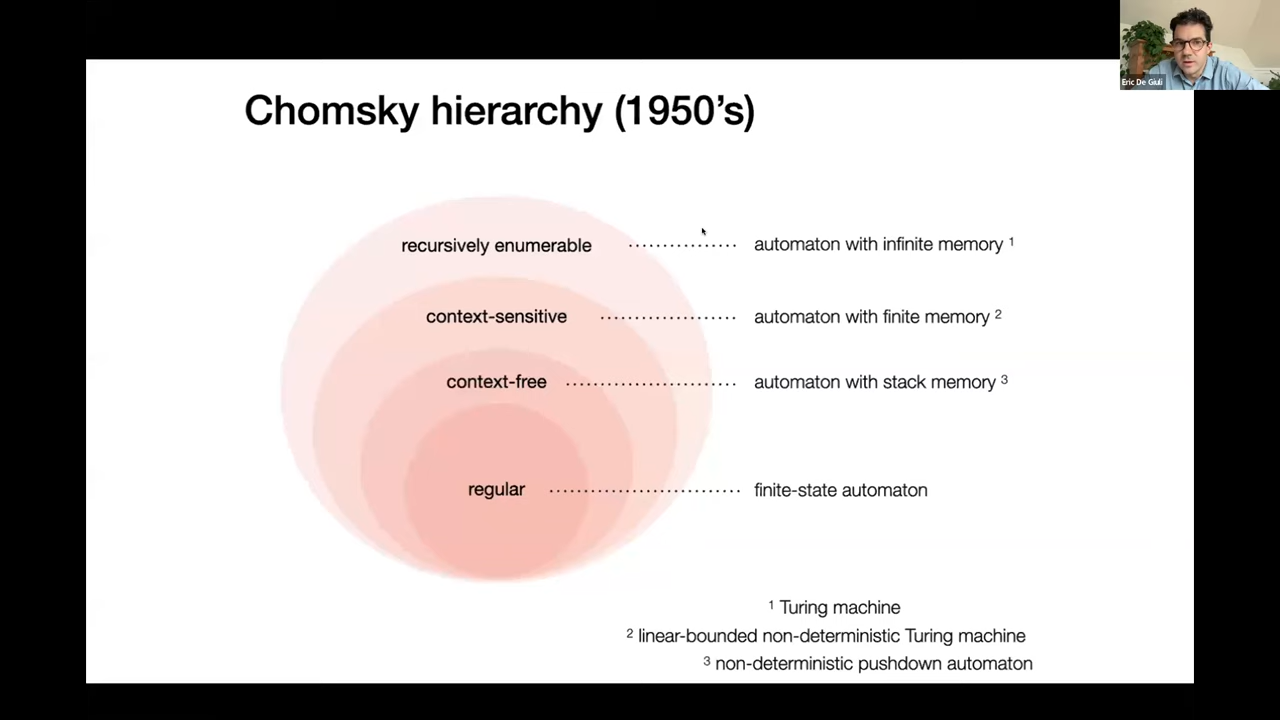 Eric De Giuli
Chomsky hierarchy (1950's)
recursively enumerable ................ automaton with infinite memory ¹
context-sensitive .................... automaton with finite memory ²
context-free ......................... automaton with stack memory ³
regular ............................ finite-state automaton
¹ Turing machine
² linear-bounded non-deterministic Turing machine
³ non-deterministic pushdown automaton